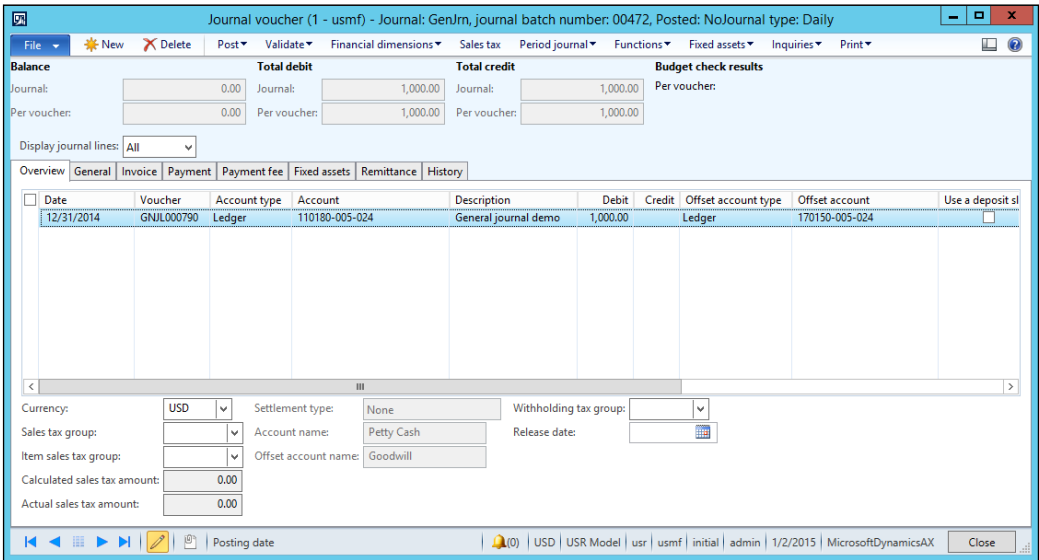 Journal voucher (1 - usmf) - Journal: GenJrn, journal batch number: 00472, Posted: NoJournal type: Daily
File New Delete Post Validate Financial dimensions Sales tax Period journal Functions Fixed assets Inquiries Print
Balance Total debit Total credit Budget check results
Journal: 0.00 Journal: 1,000.00 Journal: 1,000.00 Per voucher:
Per voucher: 0.00 Per voucher: 1,000.00 Per voucher: 1,000.00
Display journal lines: All
Overview General Invoice Payment Payment fee Fixed assets Remittance History
Date Voucher Account type Account Description Debit Credit Offset account type Offset account Use a deposit sl
12/31/2014 GNJL000790 Ledger 110180-005-024 General journal demo 1,000.00 Ledger 170150-005-024
Currency: USD Settlement type: None Withholding tax group:
Sales tax group: Account name: Petty Cash Release date:
Item sales tax group: Offset account name: Goodwill
Calculated sales tax amount: 0.00
Actual sales tax amount: 0.00
Posting date (0) USD USR Model usr usmf initial admin 1/2/2015 MicrosoftDynamicsAX Close